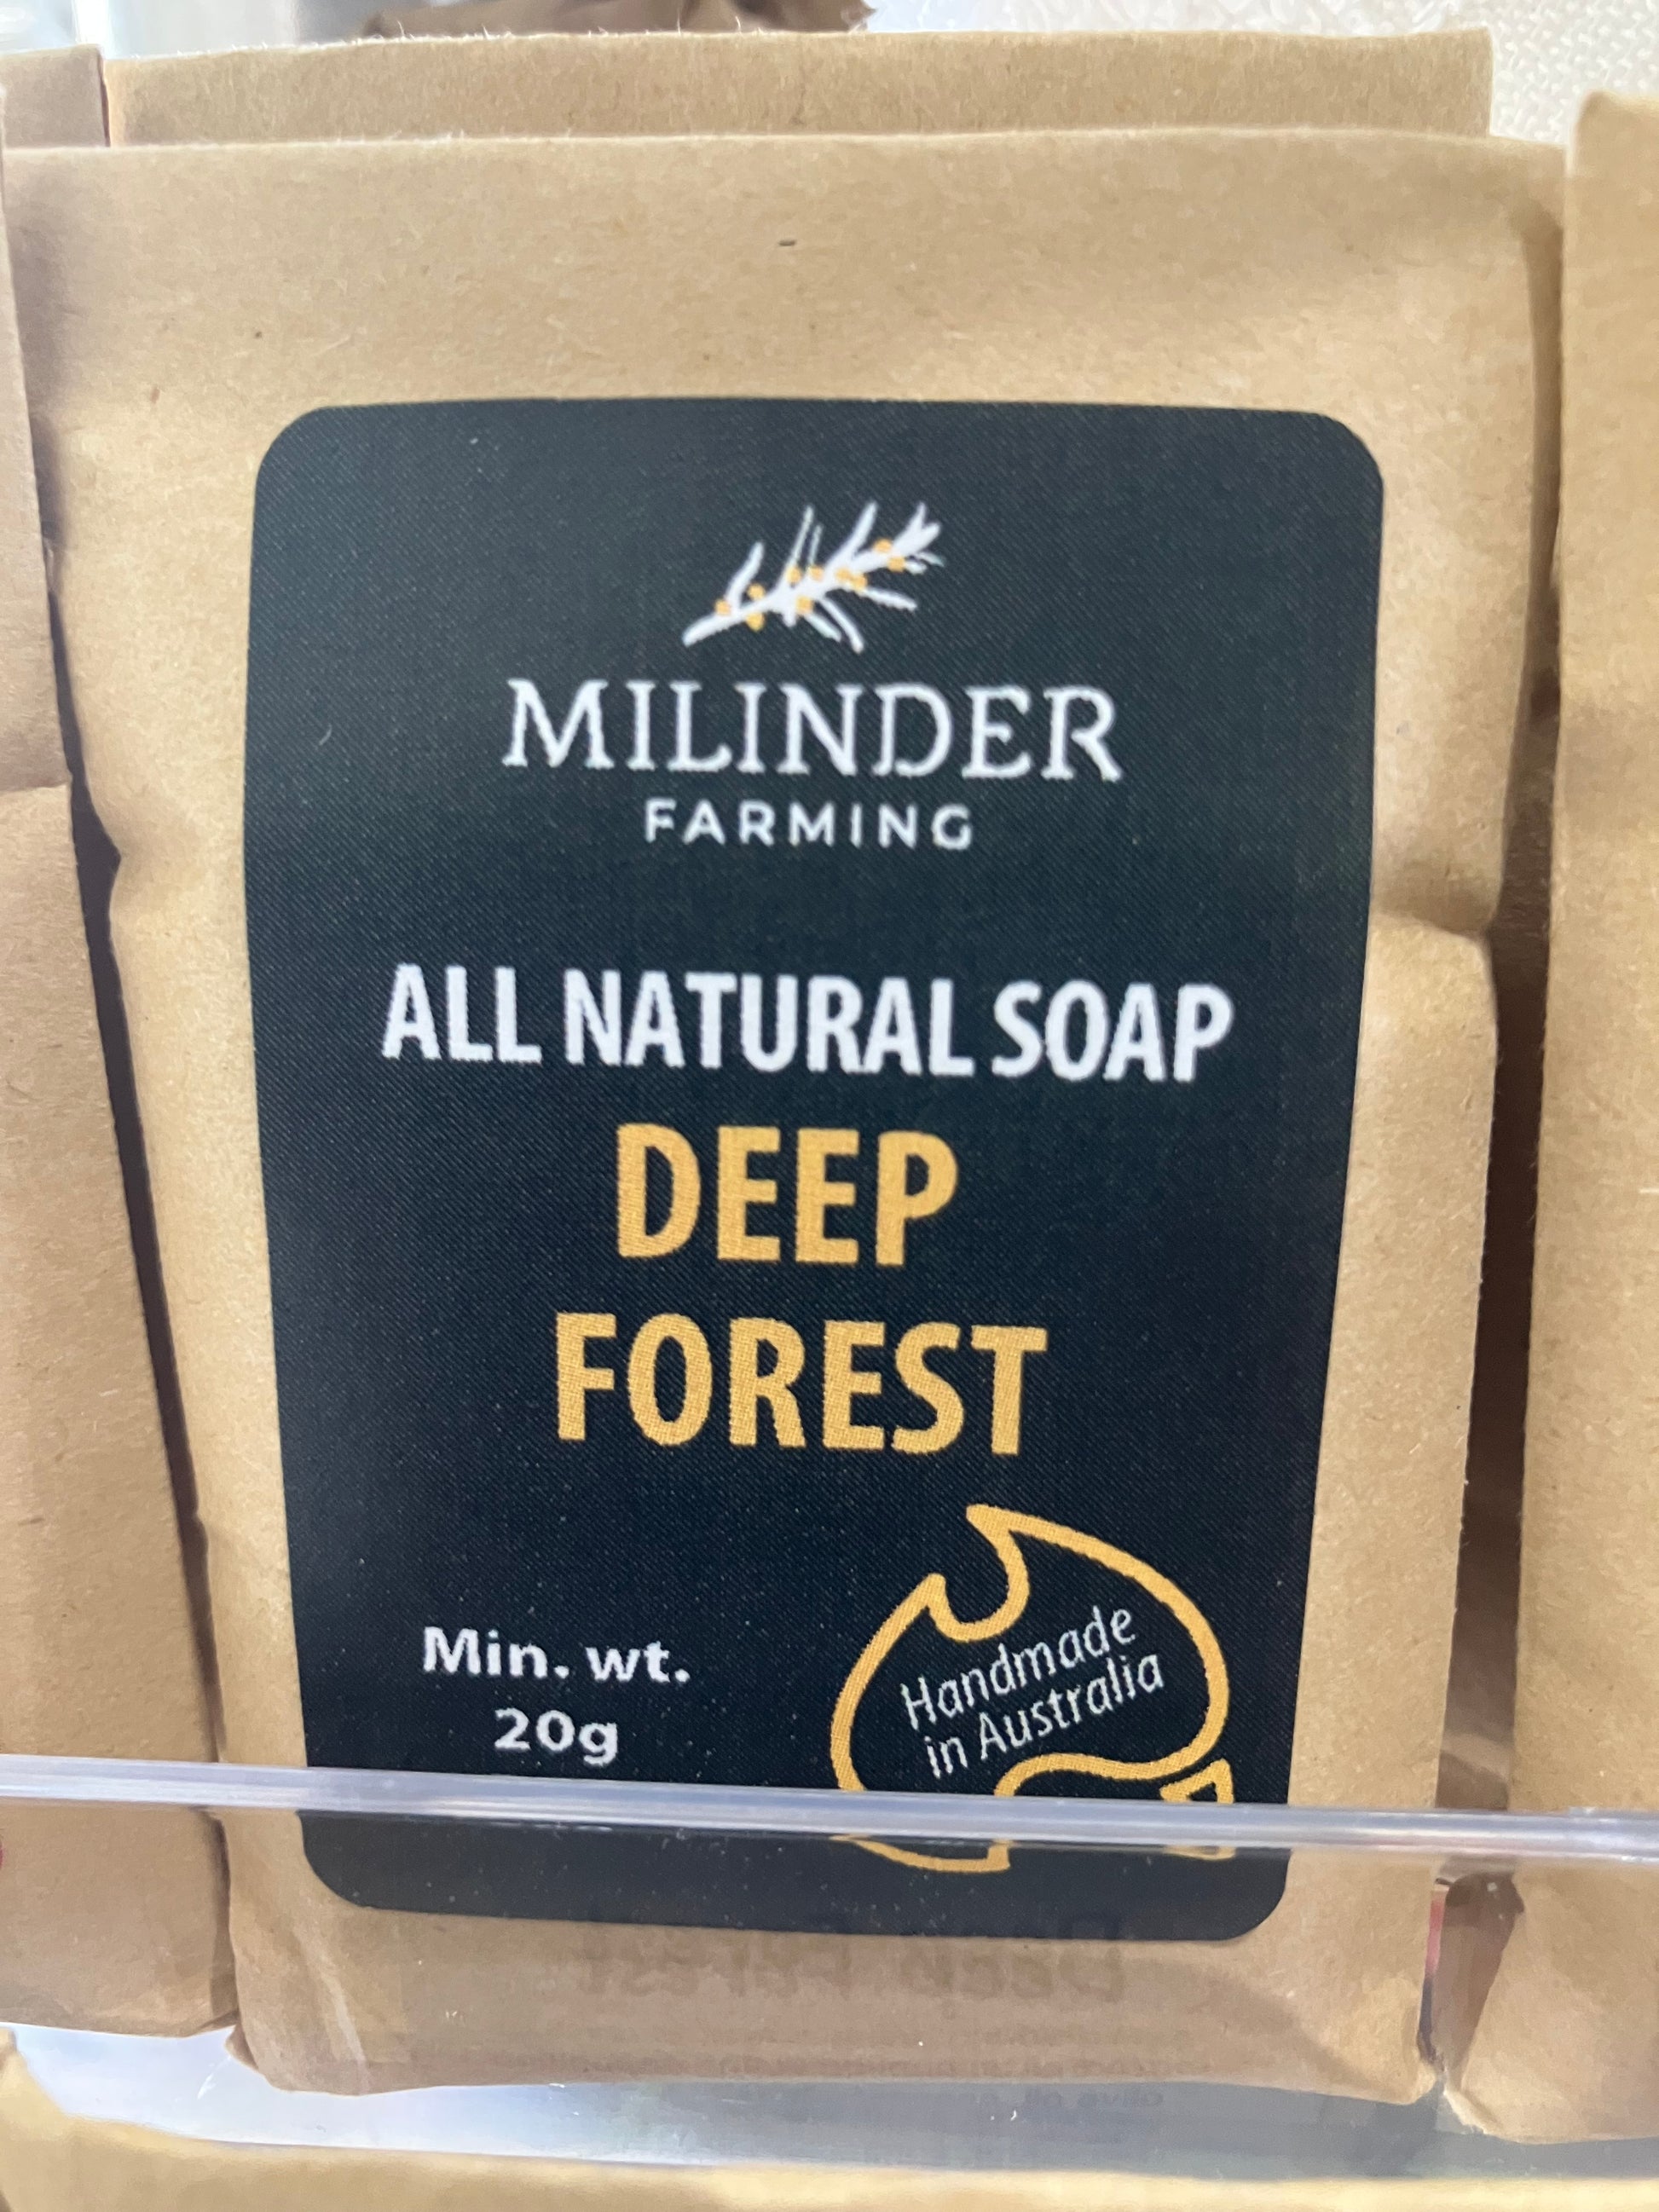 MILINDER
FARMING
ALL NATURAL SOAP
DEEP
FOREST
Min. wt.
20g
Handmade
in Australia